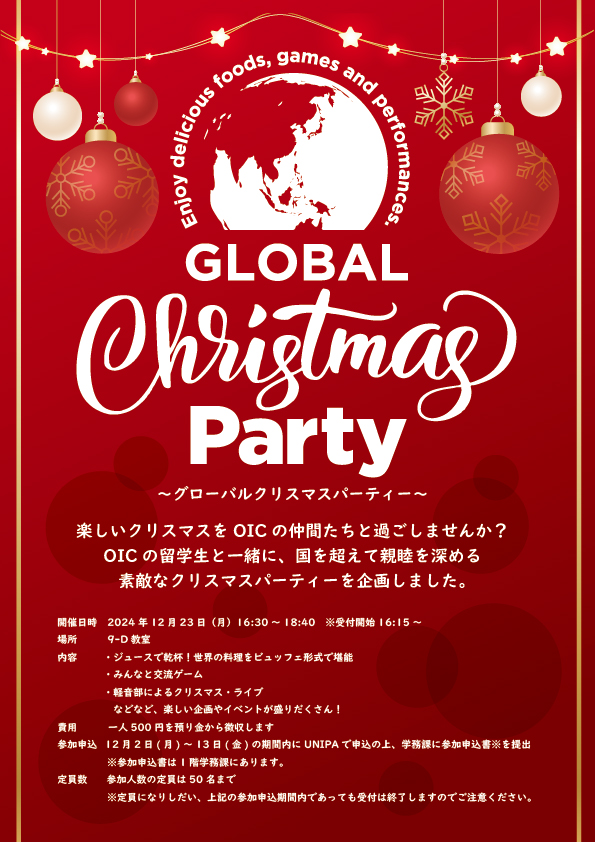 Enjoy delicious foods, games and performances.
GLOBAL
Christmas
Party
～グローバルクリスマスパーティー～
楽しいクリスマスを OIC の仲間たちと過ごしませんか？
OIC の留学生と一緒に、国を超えて親睦を深める
素敵なクリスマスパーティーを企画しました。
開催日時 2024 年 12 月 23 日（月）16:30 ～ 18:40 ※受付開始 16:15 ～
場所 9-D 教室
内容 ・ジュースで乾杯！世界の料理をビュッフェ形式で堪能
・みんなと交流ゲーム
・軽音部によるクリスマス・ライブ
などなど、楽しい企画やイベントが盛りだくさん！
費用 一人 500 円を預り金から徴収します
参加申込 12 月 2 日 ( 月 ) ～ 13 日 ( 金 ) の期間内に UNIPA で申込の上、学務課に参加申込書※を提出
※参加申込書は 1 階学務課にあります。
定員数 参加人数の定員は 50 名まで
※定員になりしだい、上記の参加申込期間内であっても受付は終了しますのでご注意ください。